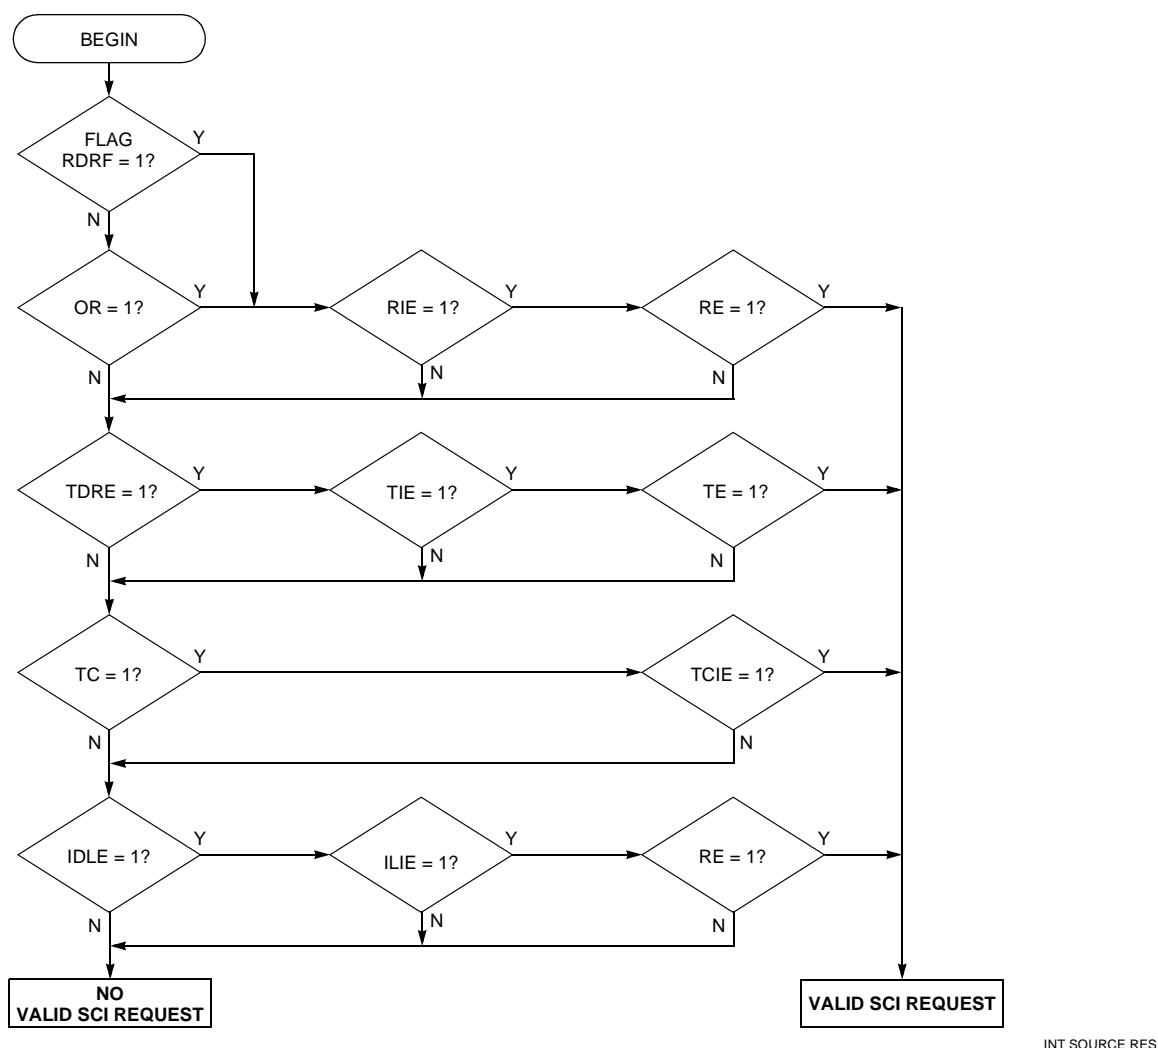 BEGIN
FLAG
RDRF = 1?
Y
N
OR = 1?
Y
RIE = 1?
Y
RE = 1?
Y
N
N
N
TDRE = 1?
Y
TIE = 1?
Y
TE = 1?
Y
N
N
N
TC = 1?
Y
TCIE = 1?
Y
N
N
IDLE = 1?
Y
ILIE = 1?
Y
RE = 1?
Y
N
N
N
NO
VALID SCI REQUEST
VALID SCI REQUEST
INT SOURCE RES